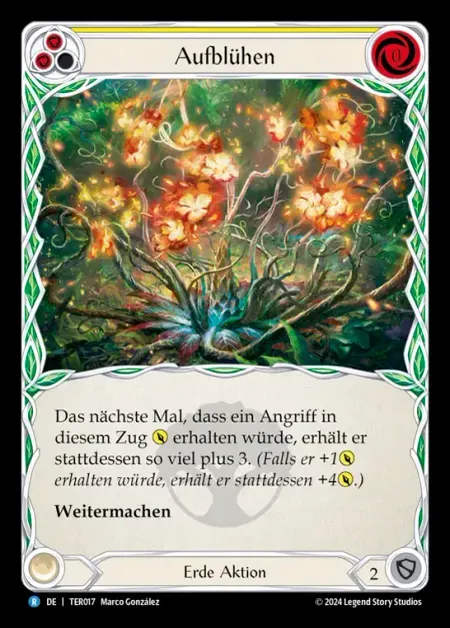 Aufblühen
0
Das nächste Mal, dass ein Angriff in
diesem Zug erhalten würde, erhält er
stattdessen so viel plus 3. (Falls er +1
erhalten würde, erhält er stattdessen +4.)
Weitermachen
Erde Aktion
2
R DE | TER017 Marco González
© 2024 Legend Story Studios